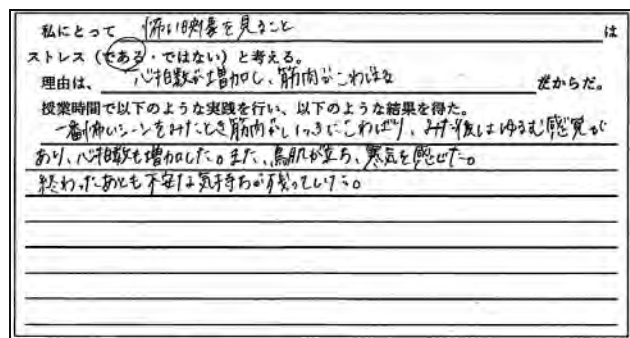 私にとって 怖い映像を見ること は
ストレス(である・ではない)と考える。
理由は、 心拍数が増加し、筋肉がこわばる だからだ。
授業時間で以下のような実践を行い、以下のような結果を得た。
一番怖いシーンをみたとき筋肉がいっきにこわばり、みた後はゆるむ感覚が
あり、心拍数も増加した。また、鳥肌が立ち、寒気を感じた。
終わったあとも不安な気持ちが残っている。